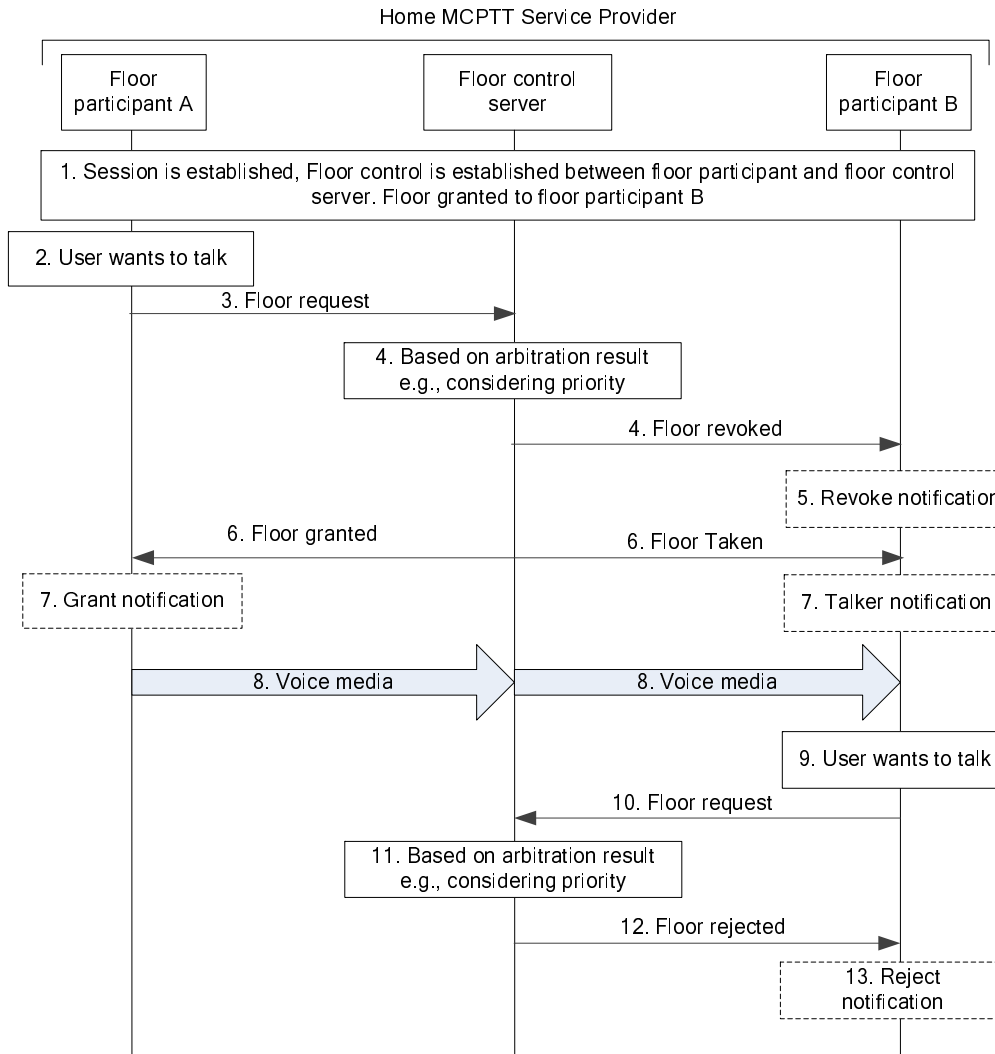 Home MCPTT Service Provider
Floor
participant A
Floor control
server
Floor
participant B
1. Session is established, Floor control is established between floor participant and floor control
server. Floor granted to floor participant B
2. User wants to talk
3. Floor request
4. Based on arbitration result
e.g., considering priority
4. Floor revoked
5. Revoke notification
6. Floor granted
6. Floor Taken
7. Grant notification
7. Talker notification
8. Voice media
8. Voice media
9. User wants to talk
10. Floor request
11. Based on arbitration result
e.g., considering priority
12. Floor rejected
13. Reject
notification